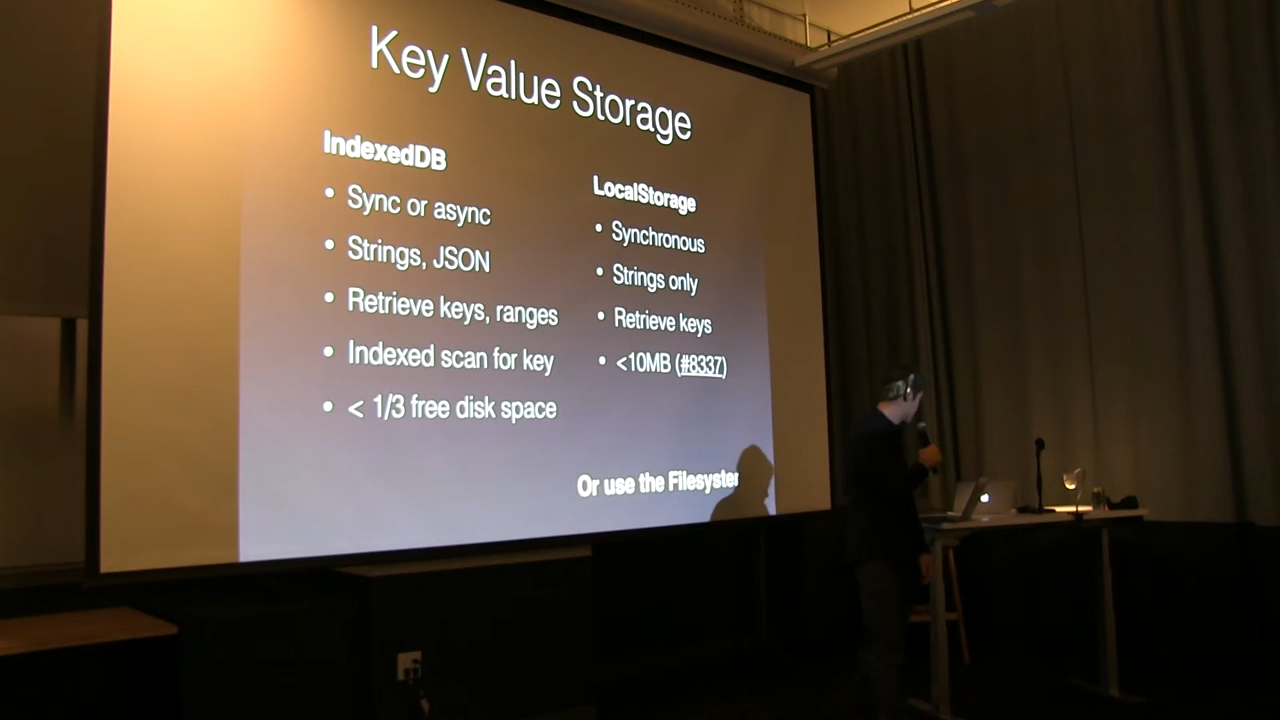 Key Value Storage
IndexedDB
• Sync or async
• Strings, JSON
• Retrieve keys, ranges
• Indexed scan for key
• < 1/3 free disk space
LocalStorage
• Synchronous
• Strings only
• Retrieve keys
• <10MB (#8337)
Or use the Filesyster